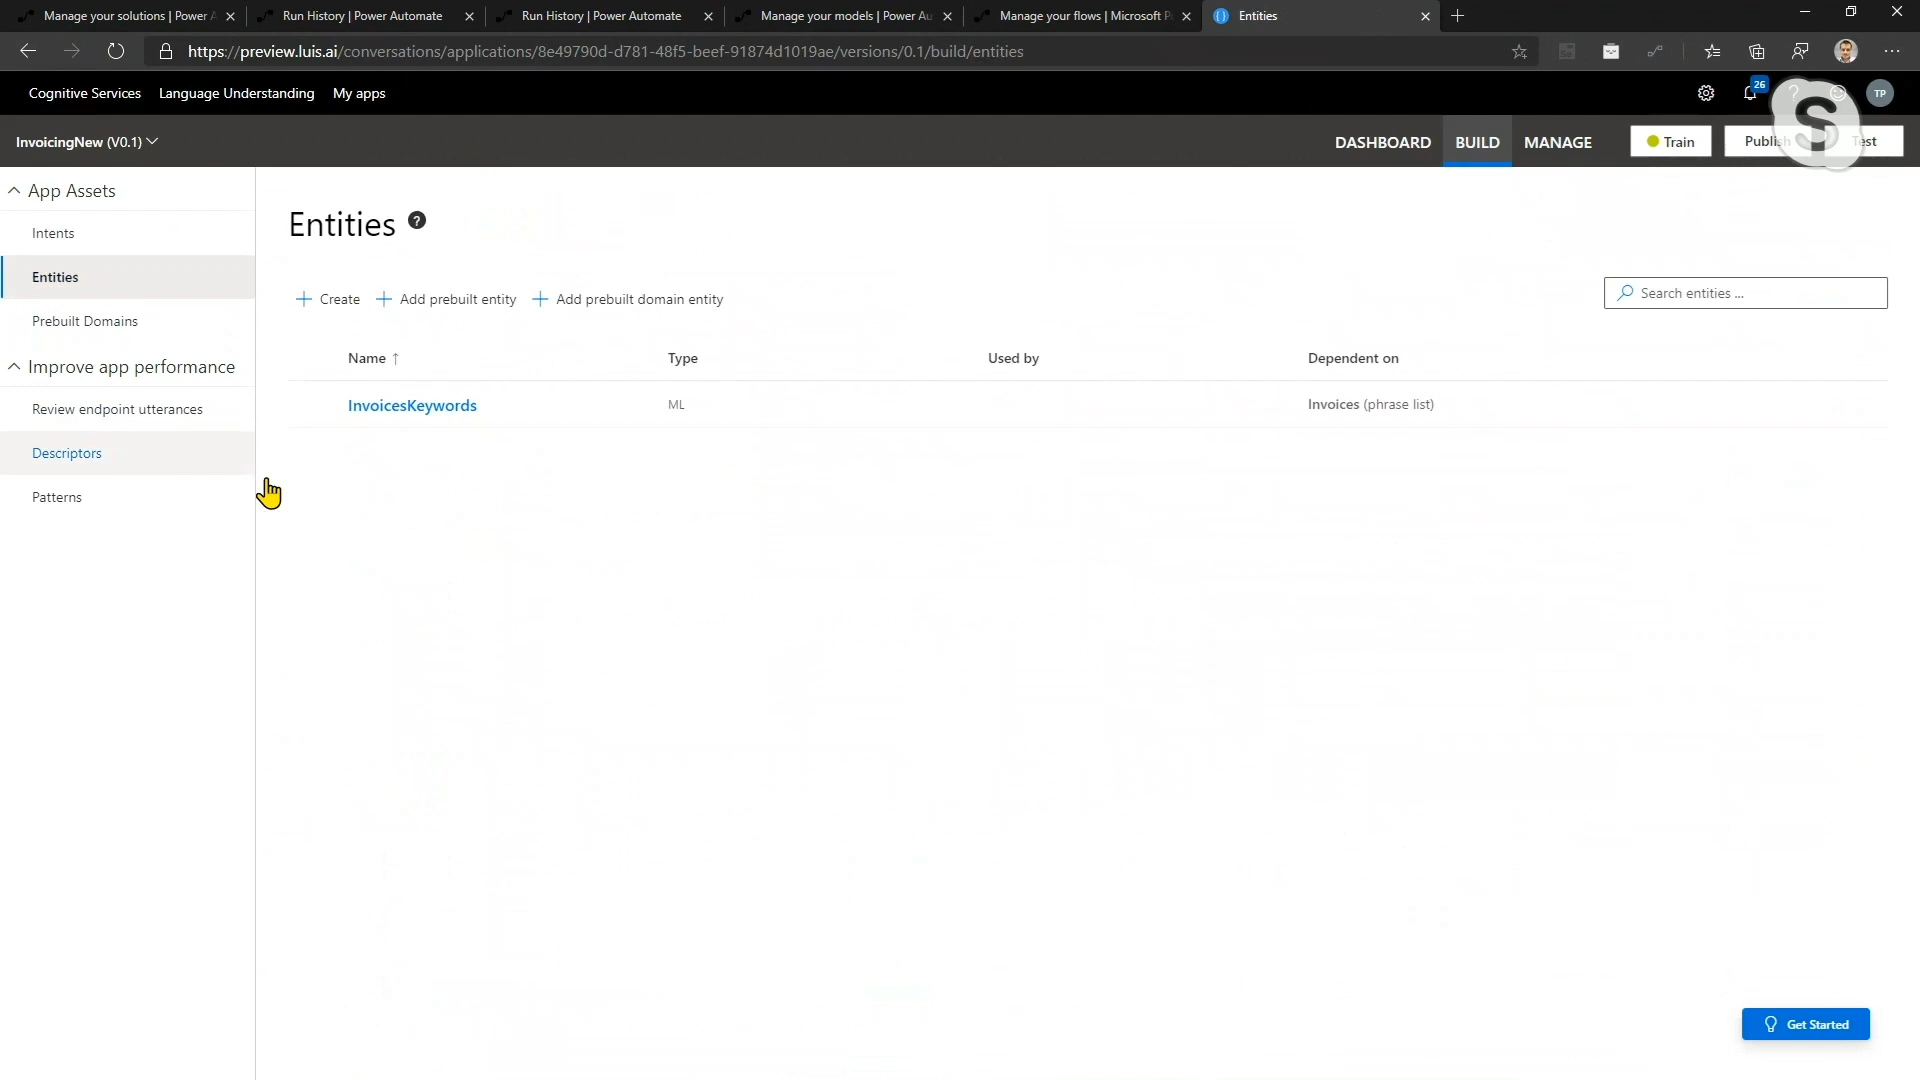 Manage your solutions | Power A
Run History | Power Automate
Run History | Power Automate
Manage your models | Power Au
Manage your flows | Microsoft P
Entities
https://preview.luis.ai/conversations/applications/8e49790d-d781-48f5-beef-91874d1019ae/versions/0.1/build/entities
Cognitive Services Language Understanding My apps
26
?
TP
InvoicingNew (V0.1)
DASHBOARD BUILD MANAGE Train Publish Test
App Assets
Intents
Entities
Prebuilt Domains
Improve app performance
Review endpoint utterances
Descriptors
Patterns
Entities ?
+ Create + Add prebuilt entity + Add prebuilt domain entity
Search entities ...
Name ↑ Type Used by Dependent on
InvoicesKeywords ML Invoices (phrase list)
Get Started